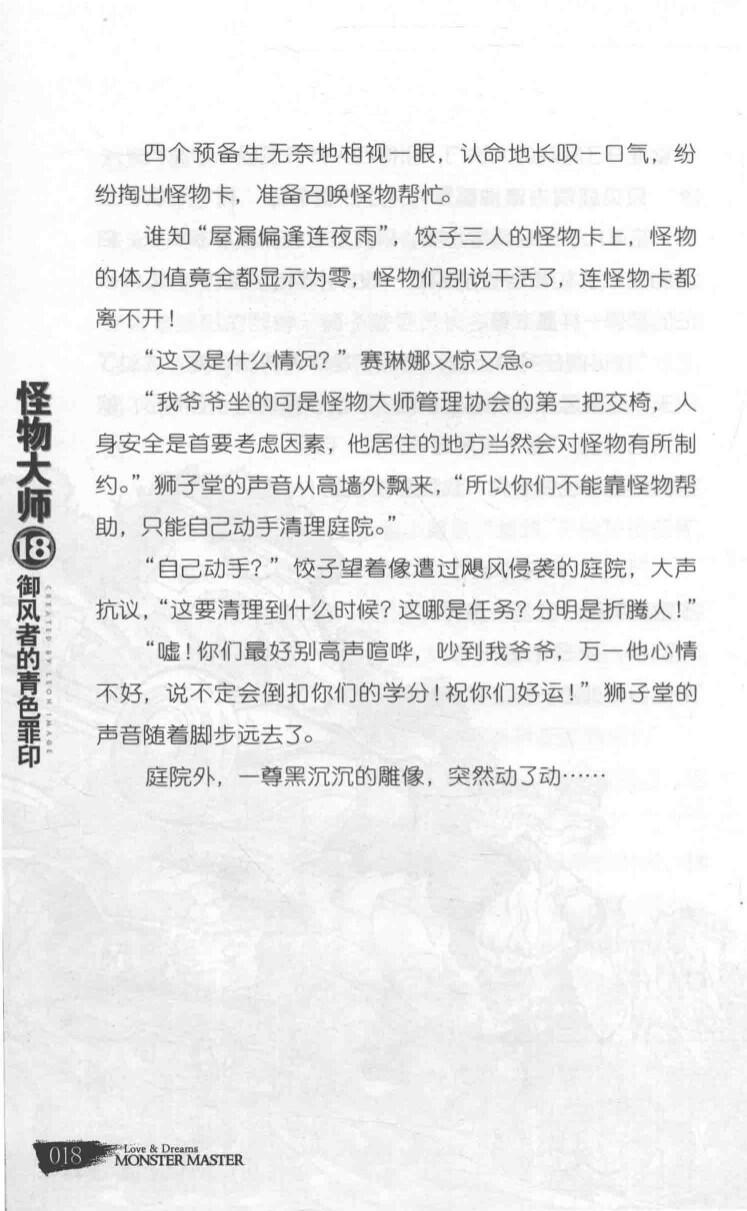 四个预备生无奈地相视一眼，认命地长叹一口气，纷
纷掏出怪物卡，准备召唤怪物帮忙。
谁知“屋漏偏逢连夜雨”，饺子三人的怪物卡上，怪物
的体力值竟全都显示为零，怪物们别说干活了，连怪物卡都
离不开！
“这又是什么情况？”赛琳娜又惊又急。
“我爷爷坐的可是怪物大师管理协会的第一把交椅，人
身安全是首要考虑因素，他居住的地方当然会对怪物有所制
约。”狮子堂的声音从高墙外飘来，“所以你们不能靠怪物帮
助，只能自己动手清理庭院。”
“自己动手？”饺子望着像遭过飓风侵袭的庭院，大声
抗议，“这要清理到什么时候？这哪是任务？分明是折腾人！”
“嘘！你们最好别高声喧哗，吵到我爷爷，万一他心情
不好，说不定会倒扣你们的学分！祝你们好运！”狮子堂的
声音随着脚步远去了。
庭院外，一尊黑沉沉的雕像，突然动了动……
怪物大师
18
御风者的青色罪印
CREATED BY LEON IMAGE
018
Love & Dreams
MONSTER MASTER